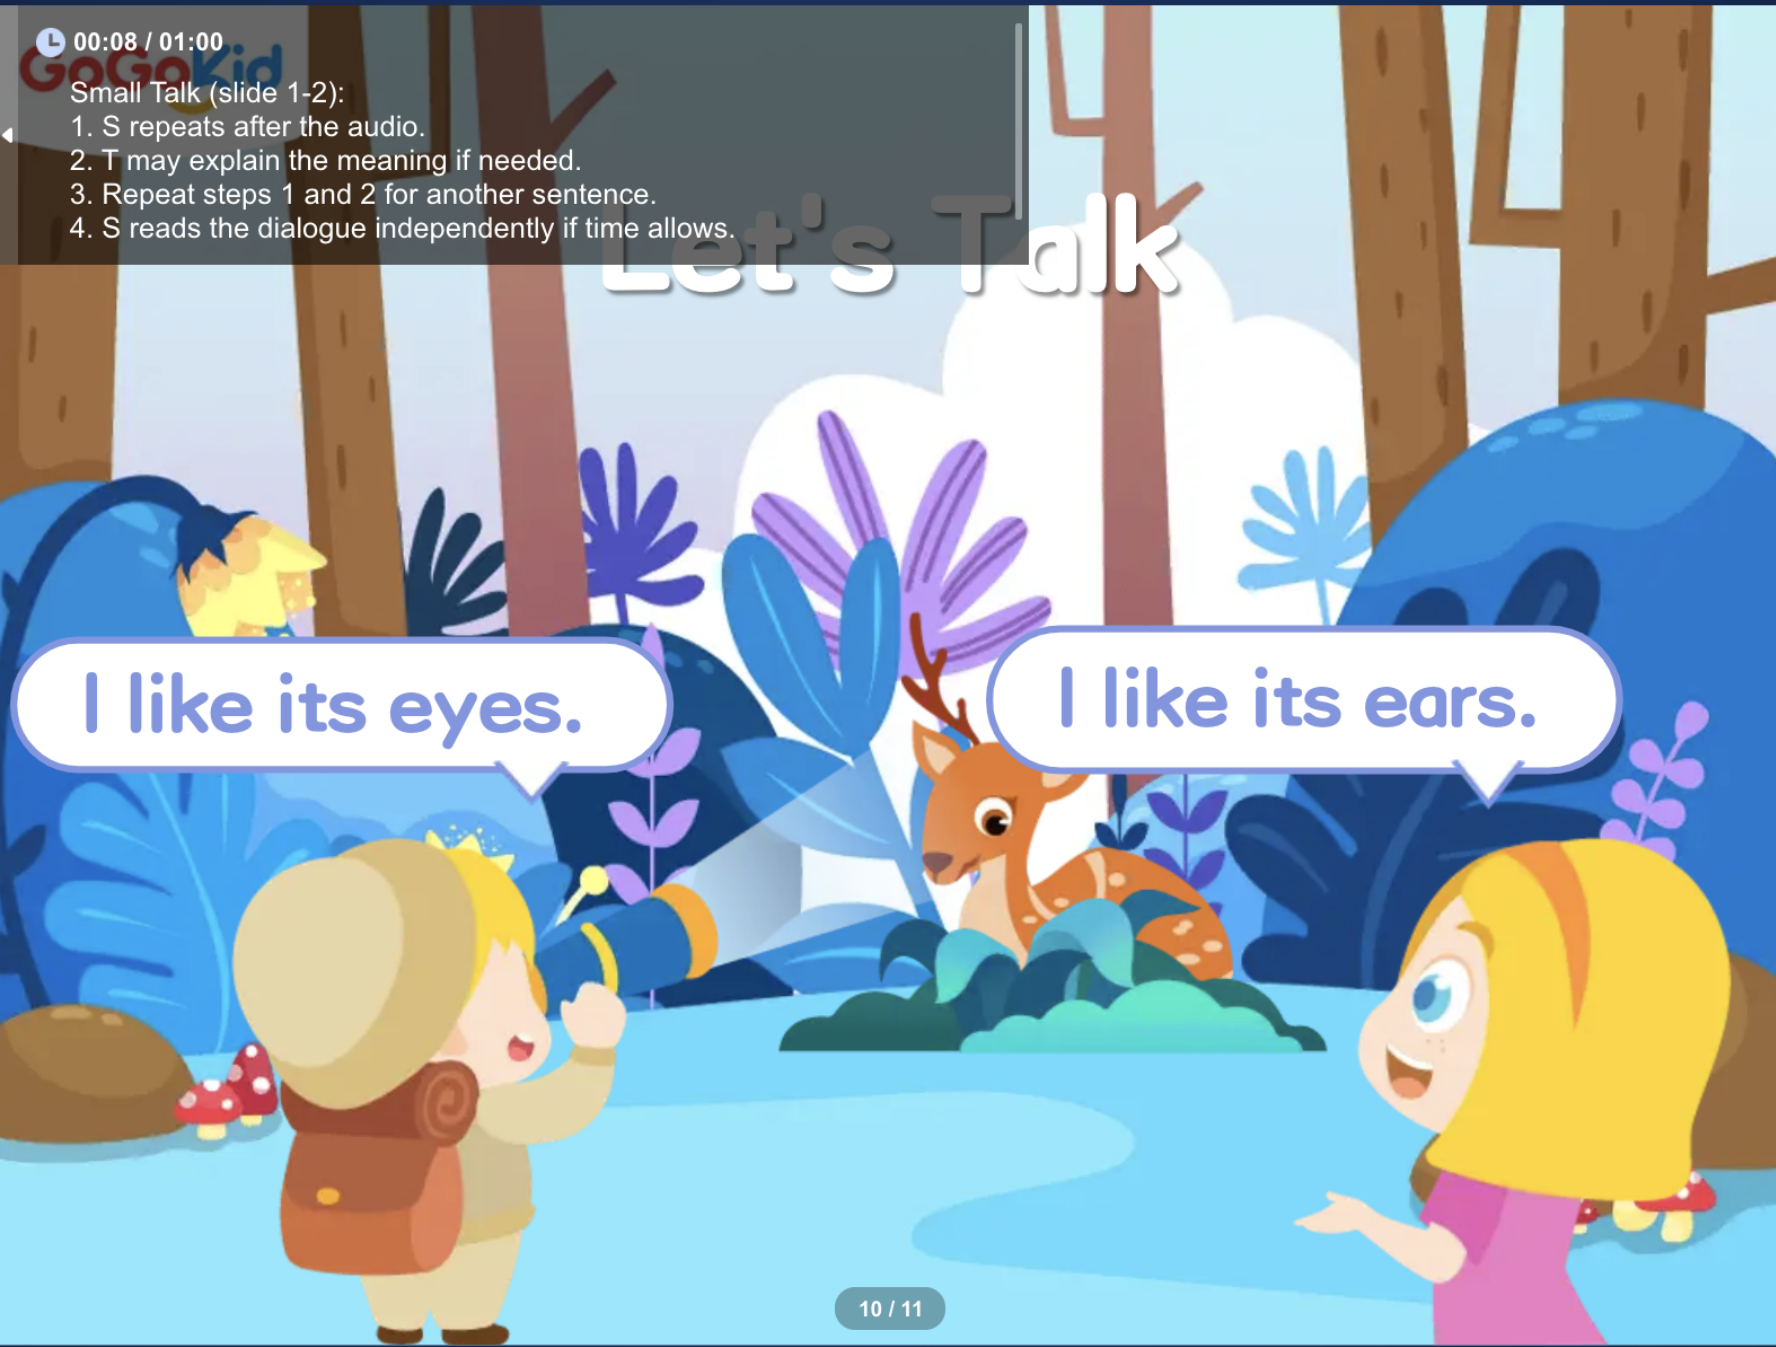 00:08 / 01:00
GoGoKid
Small Talk (slide 1-2):
1. S repeats after the audio.
2. T may explain the meaning if needed.
3. Repeat steps 1 and 2 for another sentence.
4. S reads the dialogue independently if time allows.
Let's Talk
I like its eyes.
I like its ears.
10 / 11